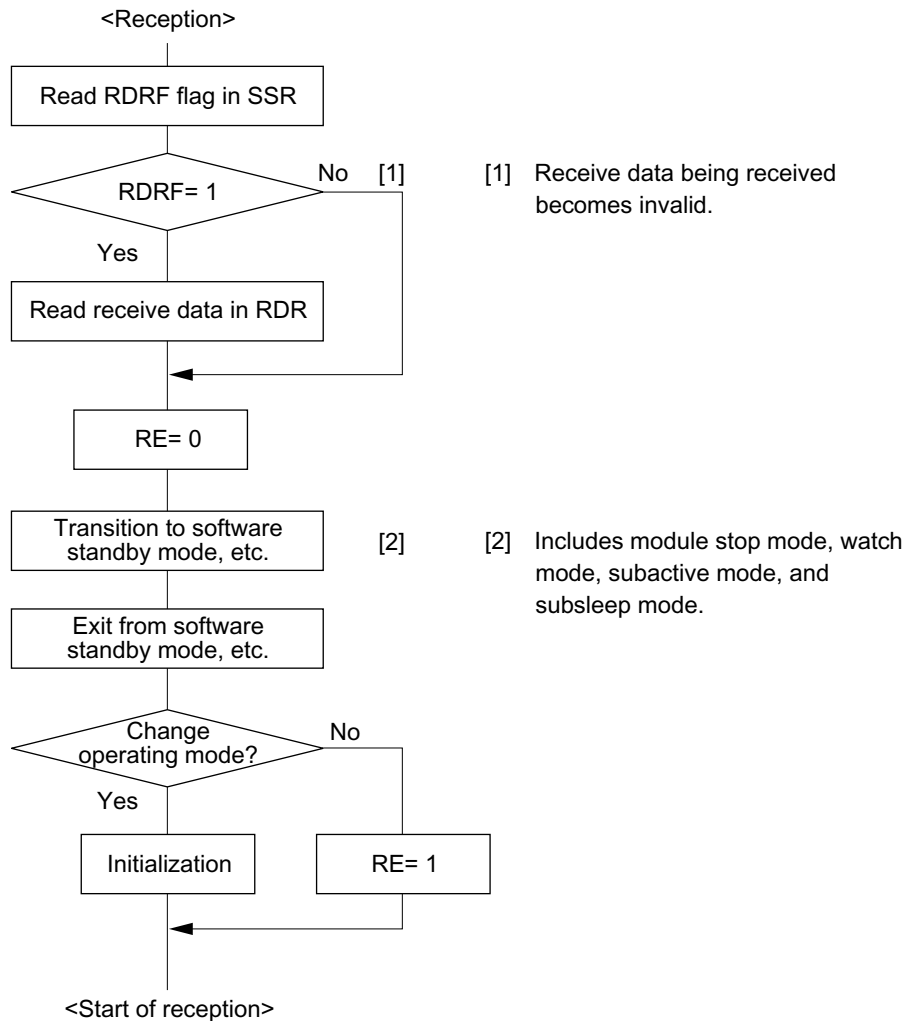 <Reception>
Read RDRF flag in SSR
RDRF= 1
No [1]
[1] Receive data being received
becomes invalid.
Yes
Read receive data in RDR
RE= 0
Transition to software
standby mode, etc.
[2]
[2] Includes module stop mode, watch
mode, subactive mode, and
subsleep mode.
Exit from software
standby mode, etc.
Change
operating mode?
No
Yes
Initialization
RE= 1
<Start of reception>